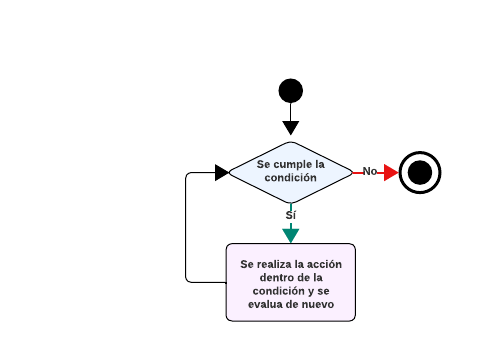 Se cumple la
condición
No
Sí
Se realiza la acción
dentro de la
condición y se
evalua de nuevo